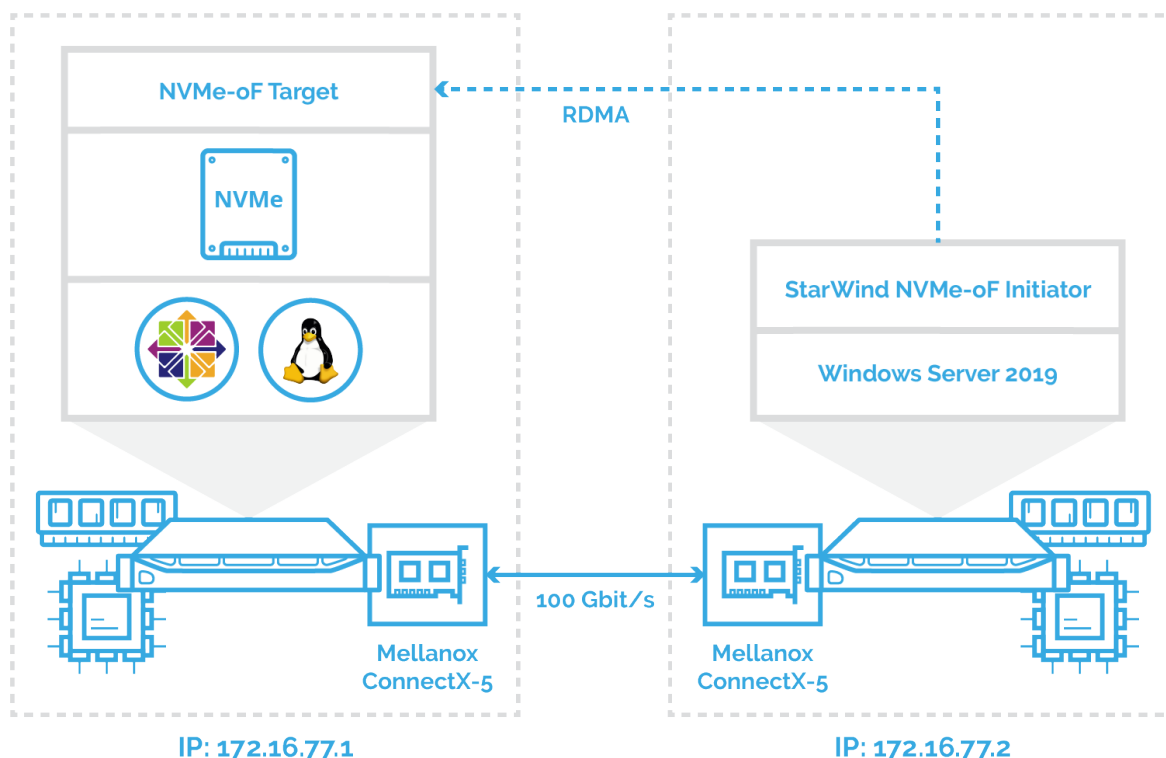 NVMe-oF Target
RDMA
NVMe
StarWind NVMe-oF Initiator
Windows Server 2019
100 Gbit/s
Mellanox
ConnectX-5
Mellanox
ConnectX-5
IP: 172.16.77.1
IP: 172.16.77.2